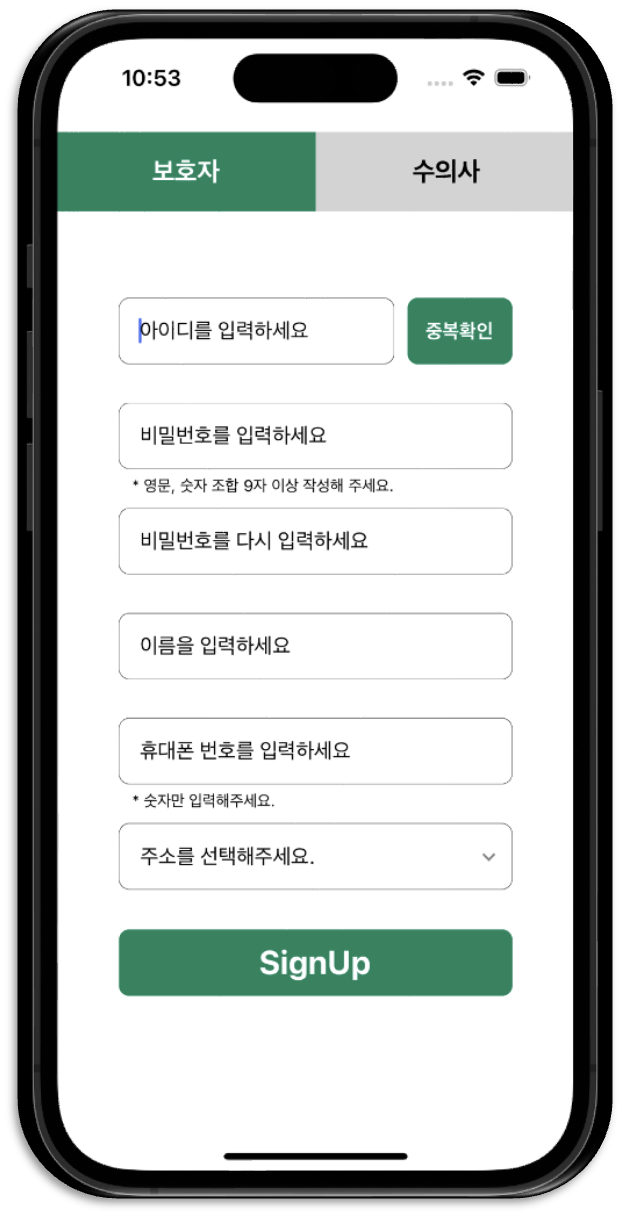 10:53
보호자 수의사
아이디를 입력하세요 중복확인
비밀번호를 입력하세요
* 영문, 숫자 조합 9자 이상 작성해 주세요.
비밀번호를 다시 입력하세요
이름을 입력하세요
휴대폰 번호를 입력하세요
* 숫자만 입력해주세요.
주소를 선택해주세요.
SignUp